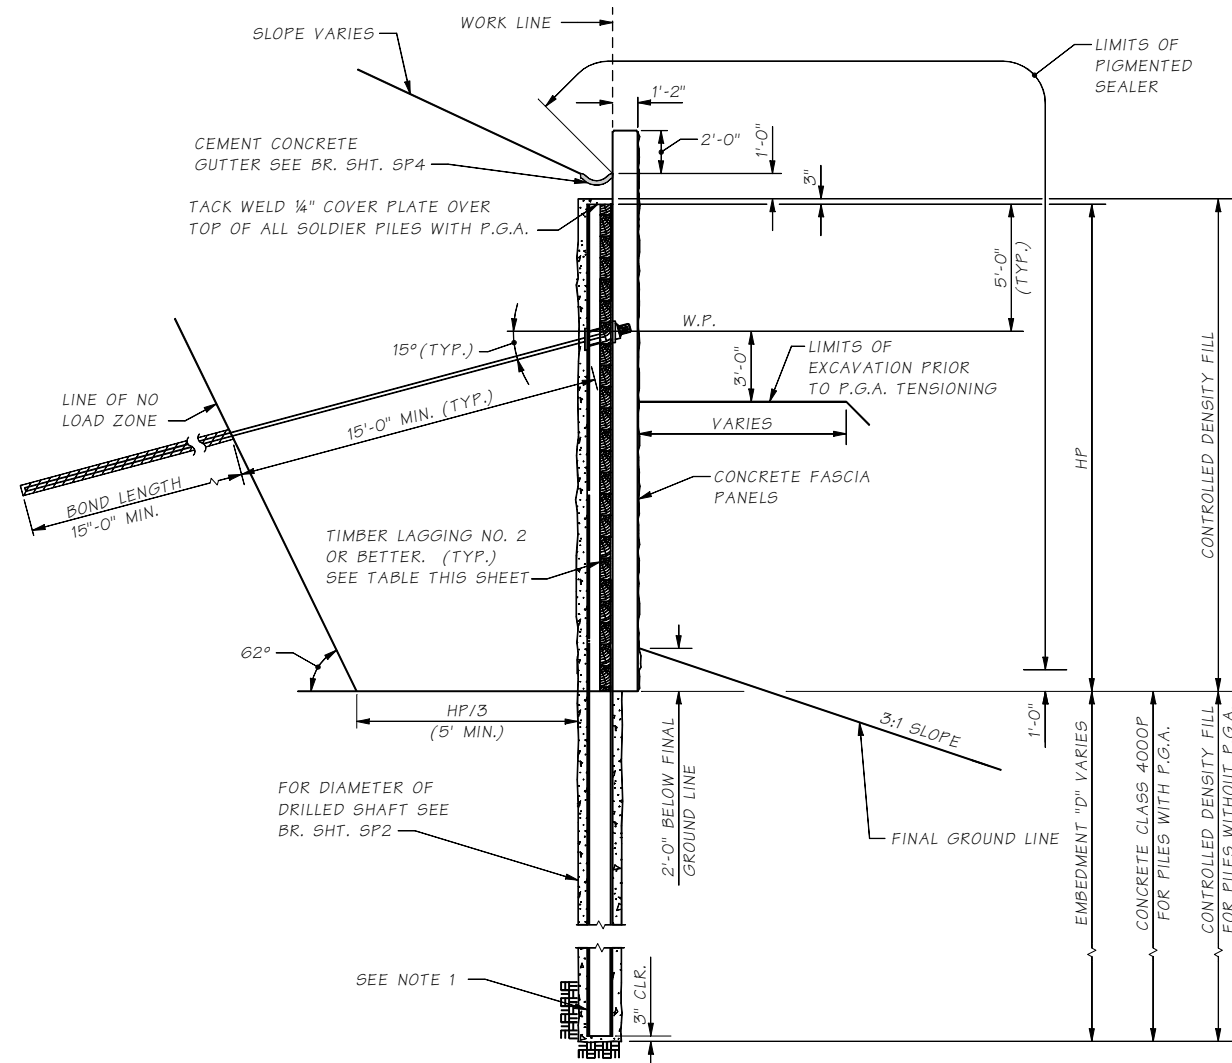 WORK LINE
SLOPE VARIES
LIMITS OF
PIGMENTED
SEALER
1'-2"
2'-0"
1'-0"
3"
CEMENT CONCRETE
GUTTER SEE BR. SHT. SP4
TACK WELD ¼" COVER PLATE OVER
TOP OF ALL SOLDIER PILES WITH P.G.A.
5'-0"
(TYP.)
W.P.
15° (TYP.)
3'-0"
LIMITS OF
EXCAVATION PRIOR
TO P.G.A. TENSIONING
LINE OF NO
LOAD ZONE
15'-0" MIN. (TYP.)
VARIES
HP
CONTROLLED DENSITY FILL
BOND LENGTH
15"-0" MIN.
CONCRETE FASCIA
PANELS
TIMBER LAGGING NO. 2
OR BETTER. (TYP.)
SEE TABLE THIS SHEET
62°
HP/3
(5' MIN.)
3:1 SLOPE
1'-0"
2'-0" BELOW FINAL
GROUND LINE
FOR DIAMETER OF
DRILLED SHAFT SEE
BR. SHT. SP2
FINAL GROUND LINE
EMBEDMENT "D" VARIES
CONCRETE CLASS 4000P
FOR PILES WITH P.G.A.
CONTROLLED DENSITY FILL
FOR PILES WITHOUT P.G.A
SEE NOTE 1
3" CLR.